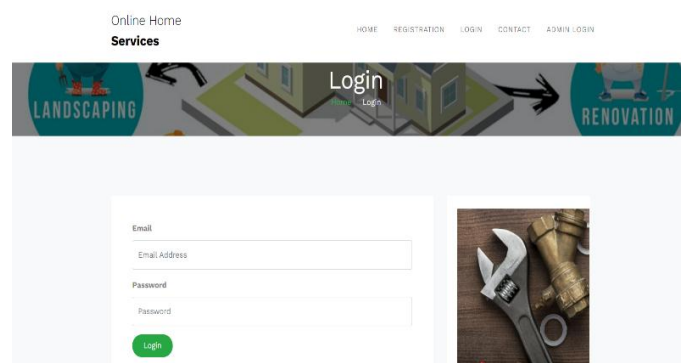 Online Home
Services
HOME REGISTRATION LOGIN CONTACT ADMIN LOGIN
Login
Home Login
LANDSCAPING
RENOVATION
Email
Email Address
Password
Password
Login